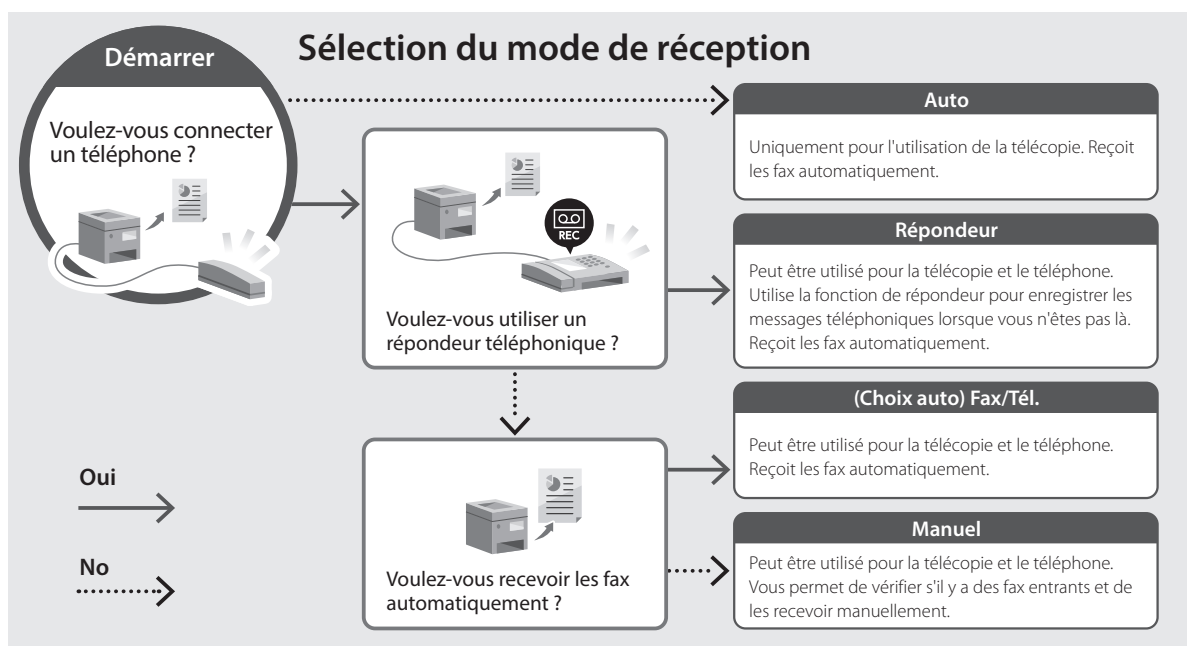 Sélection du mode de réception
Démarrer
Voulez-vous connecter
un téléphone ?
REC
Voulez-vous utiliser un
répondeur téléphonique ?
Voulez-vous recevoir les fax
automatiquement ?
Auto
Uniquement pour l'utilisation de la télécopie. Reçoit
les fax automatiquement.
Répondeur
Peut être utilisé pour la télécopie et le téléphone.
Utilise la fonction de répondeur pour enregistrer les
messages téléphoniques lorsque vous n'êtes pas là.
Reçoit les fax automatiquement.
(Choix auto) Fax/Tél.
Peut être utilisé pour la télécopie et le téléphone.
Reçoit les fax automatiquement.
Manuel
Peut être utilisé pour la télécopie et le téléphone.
Vous permet de vérifier s'il y a des fax entrants et de
les recevoir manuellement.
Oui
No